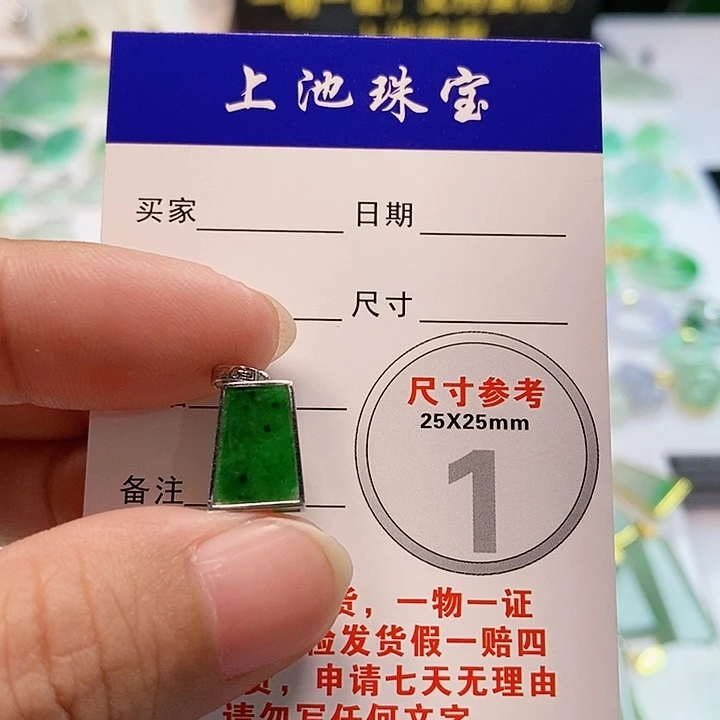 上池珠宝
买家 日期
尺寸
尺寸参考
25X25mm
1
备注
货，一物一证
验发货假一赔四
货，申请七天无理由
请勿写任何文字